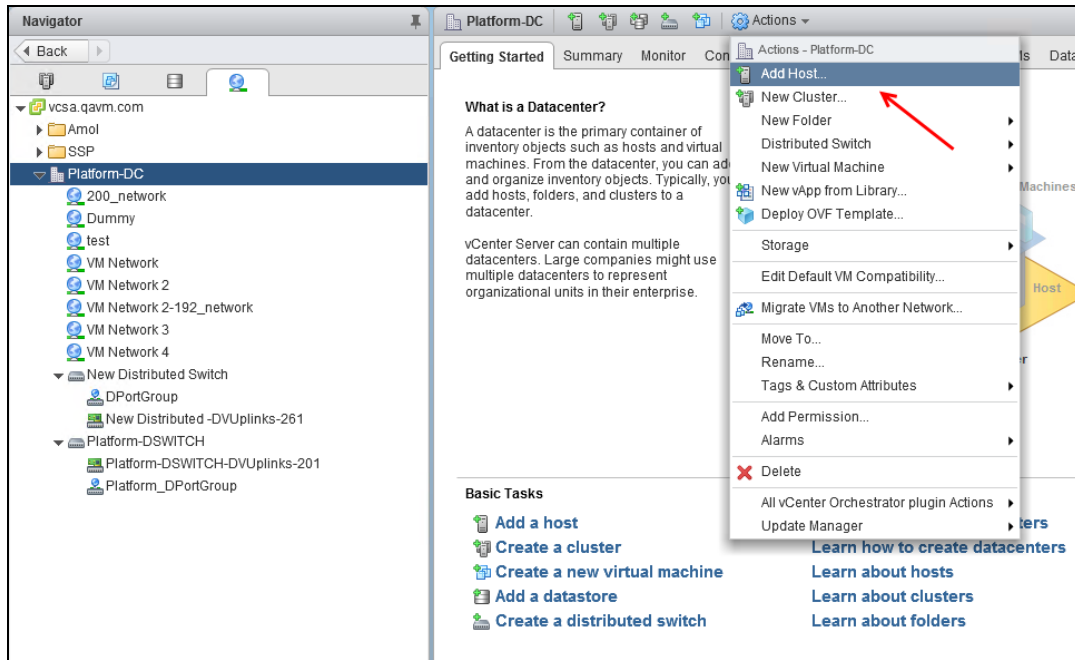 Navigator
Back
vcsa.qavm.com
Amol
SSP
Platform-DC
200_network
Dummy
test
VM Network
VM Network 2
VM Network 2-192_network
VM Network 3
VM Network 4
New Distributed Switch
DPortGroup
New Distributed -DVUplinks-261
Platform-DSWITCH
Platform-DSWITCH-DVUplinks-201
Platform_DPortGroup
Platform-DC Actions
Getting Started Summary Monitor Con
What is a Datacenter?
A datacenter is the primary container of
inventory objects such as hosts and virtual
machines. From the datacenter, you can add
and organize inventory objects. Typically, you
add hosts, folders, and clusters to a
datacenter.
vCenter Server can contain multiple
datacenters. Large companies might use
multiple datacenters to represent
organizational units in their enterprise.
Actions - Platform-DC
Add Host...
New Cluster...
New Folder
Distributed Switch
New Virtual Machine
New vApp from Library...
Deploy OVF Template...
Storage
Edit Default VM Compatibility...
Migrate VMs to Another Network...
Move To...
Rename...
Tags & Custom Attributes
Add Permission...
Alarms
Delete
All vCenter Orchestrator plugin Actions
Update Manager
Machines
Host
Basic Tasks
Add a host
Create a cluster
Create a new virtual machine
Add a datastore
Create a distributed switch
Learn how to create datacenters
Learn about hosts
Learn about clusters
Learn about folders